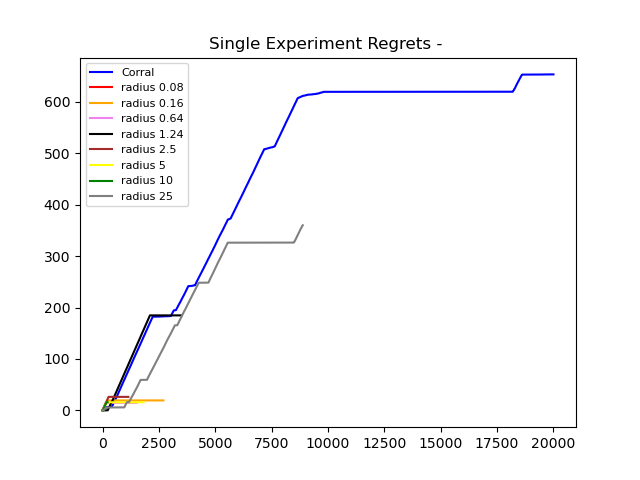 Single Experiment Regrets -
Corral
radius 0.08
radius 0.16
radius 0.64
radius 1.24
radius 2.5
radius 5
radius 10
radius 25
600
500
400
300
200
100
0
0 2500 5000 7500 10000 12500 15000 17500 20000